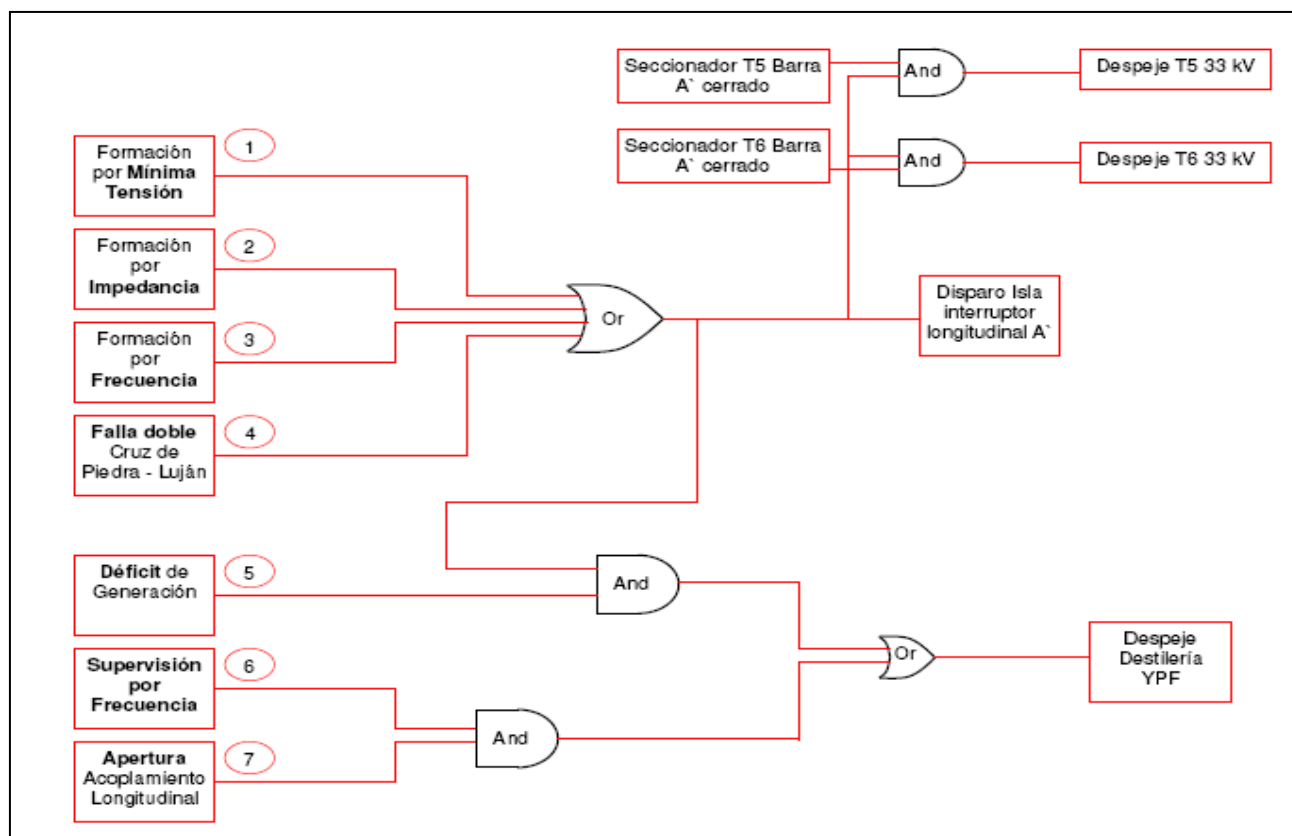 Seccionador T5 Barra
A` cerrado
And
Despeje T5 33 kV
Seccionador T6 Barra
A` cerrado
And
Despeje T6 33 kV
Formación
por Mínima
Tensión
1
Formación
por
Impedancia
2
Formación
por
Frecuencia
3
Falla doble
Cruz de
Piedra - Luján
4
Or
Disparo Isla
interruptor
longitudinal A`
Déficit de
Generación
5
And
Supervisión
por
Frecuencia
6
Apertura
Acoplamiento
Longitudinal
7
And
Or
Despeje
Destilería
YPF